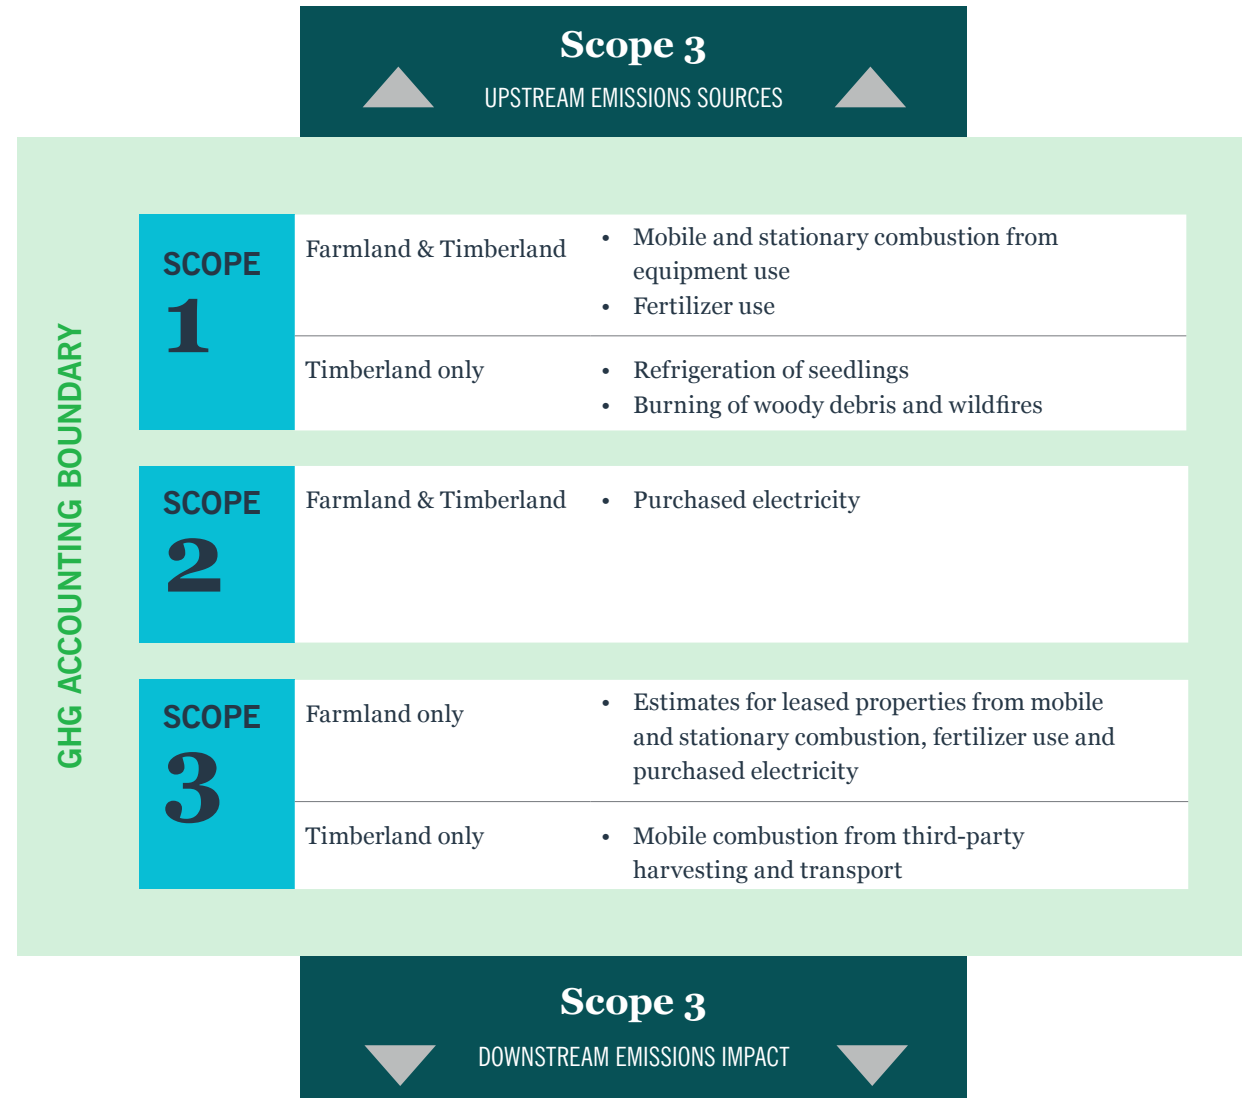 Scope 3
UPSTREAM EMISSIONS SOURCES
GHG ACCOUNTING BOUNDARY
SCOPE
1
Farmland & Timberland
• Mobile and stationary combustion from
equipment use
• Fertilizer use
Timberland only
• Refrigeration of seedlings
• Burning of woody debris and wildfires
SCOPE
2
Farmland & Timberland
• Purchased electricity
SCOPE
3
Farmland only
• Estimates for leased properties from mobile
and stationary combustion, fertilizer use and
purchased electricity
Timberland only
• Mobile combustion from third-party
harvesting and transport
Scope 3
DOWNSTREAM EMISSIONS IMPACT